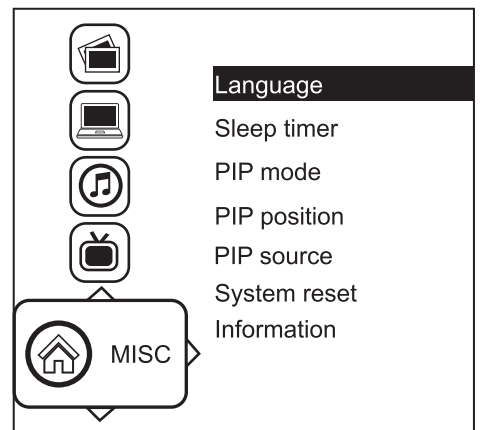 Language
Sleep timer
PIP mode
PIP position
PIP source
System reset
Information
MISC